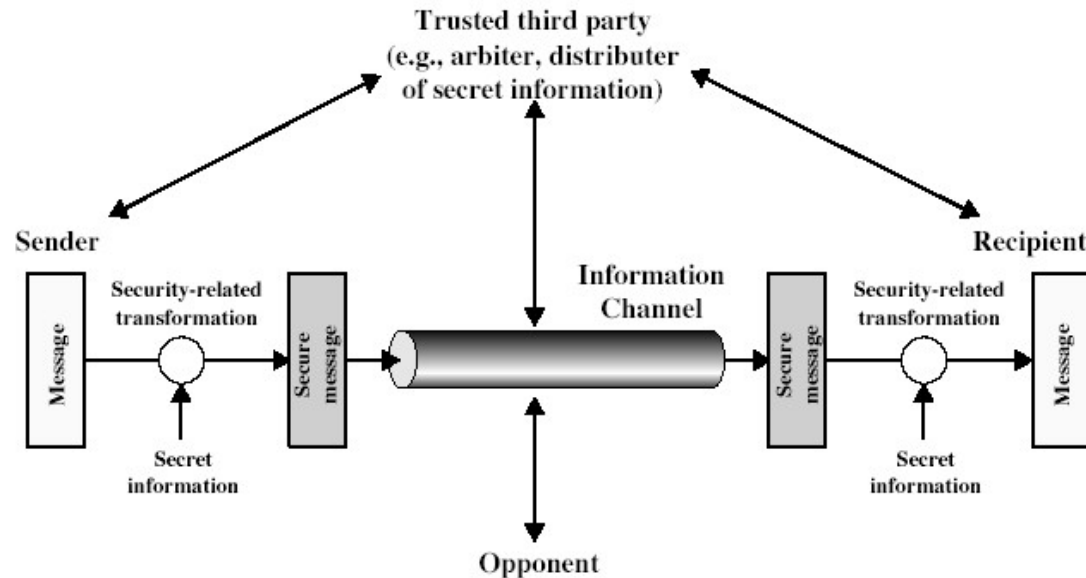 Trusted third party
(e.g., arbiter, distributer
of secret information)
Sender
Recipient
Information
Channel
Security-related
transformation
Security-related
transformation
Message
Secure
message
Secure
message
Message
Secret
information
Secret
information
Opponent